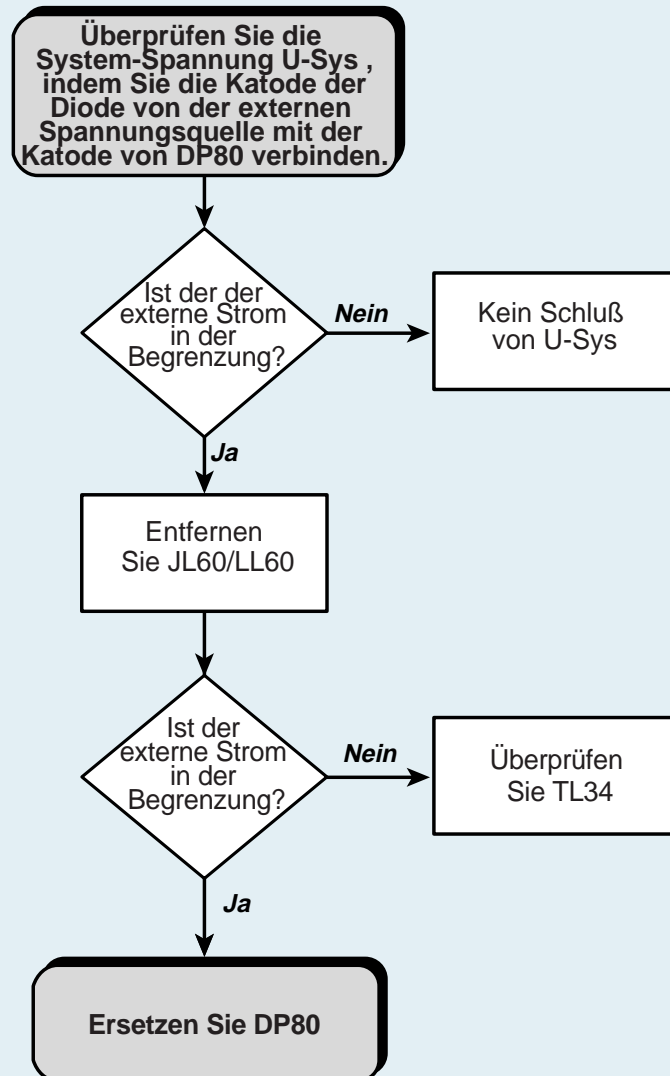 Überprüfen Sie die
System-Spannung U-Sys ,
indem Sie die Katode der
Diode von der externen
Spannungsquelle mit der
Katode von DP80 verbinden.
Ist der der
externe Strom
in der
Begrenzung?
Nein
Kein Schluß
von U-Sys
Ja
Entfernen
Sie JL60/LL60
Ist der
externe Strom
in der
Begrenzung?
Nein
Überprüfen
Sie TL34
Ja
Ersetzen Sie DP80